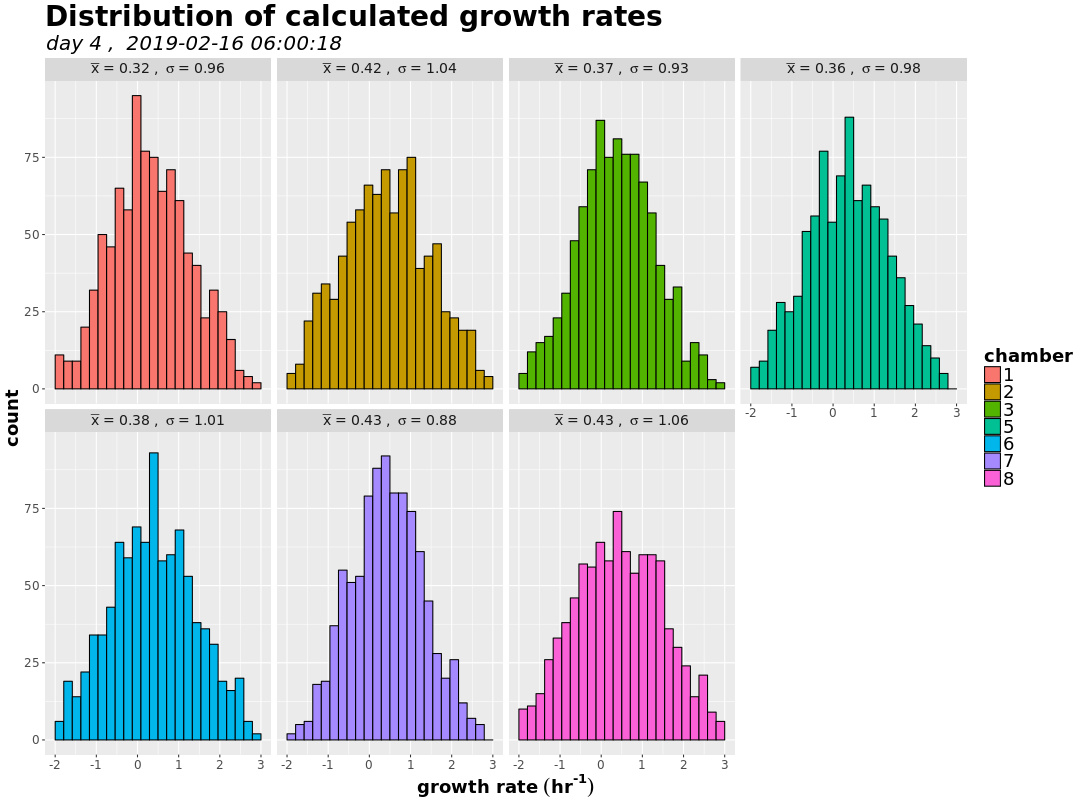 Distribution of calculated growth rates
day 4 ,  2019-02-16 06:00:18
x̅ = 0.32 ,  σ = 0.96
x̅ = 0.42 ,  σ = 1.04
x̅ = 0.37 ,  σ = 0.93
x̅ = 0.36 ,  σ = 0.98
75
50
25
0
-2 -1 0 1 2 3
chamber
1
2
3
5
6
7
8
count
x̅ = 0.38 ,  σ = 1.01
x̅ = 0.43 ,  σ = 0.88
x̅ = 0.43 ,  σ = 1.06
75
50
25
0
-2 -1 0 1 2 3
-2 -1 0 1 2 3
-2 -1 0 1 2 3
growth rate (hr⁻¹)